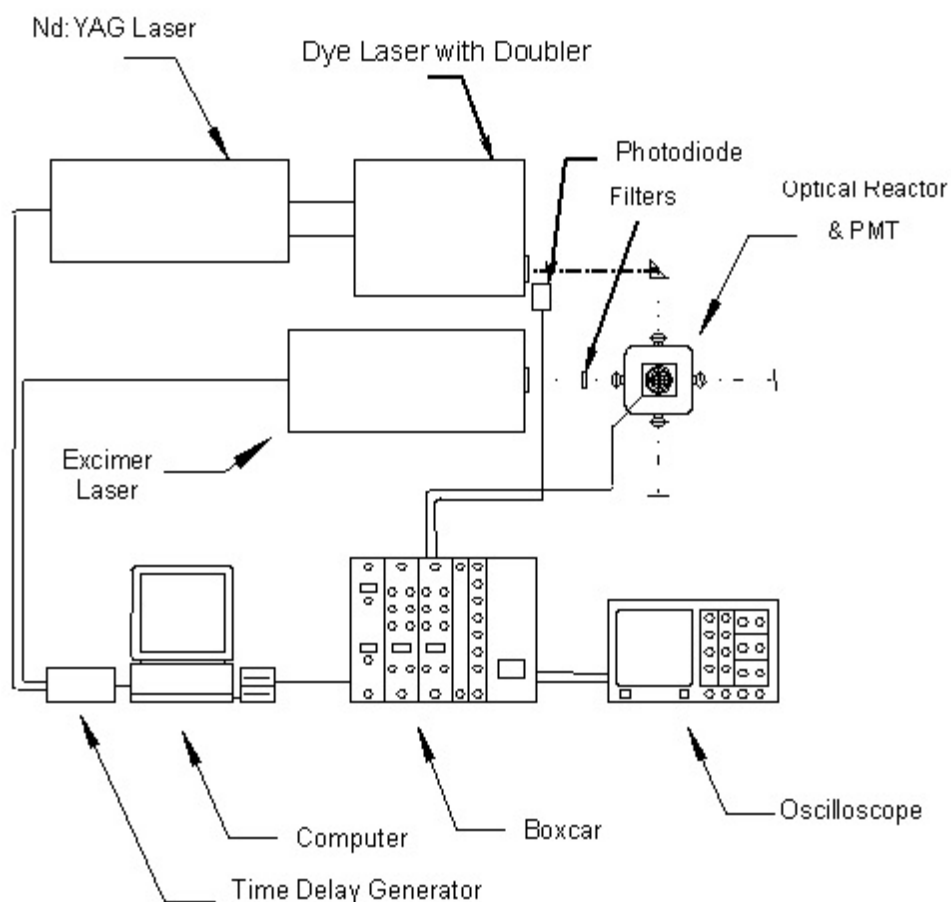 Nd:YAG Laser
Dye Laser with Doubler
Photodiode
Filters
Optical Reactor
& PMT
Excimer
Laser
Oscilloscope
Boxcar
Computer
Time Delay Generator